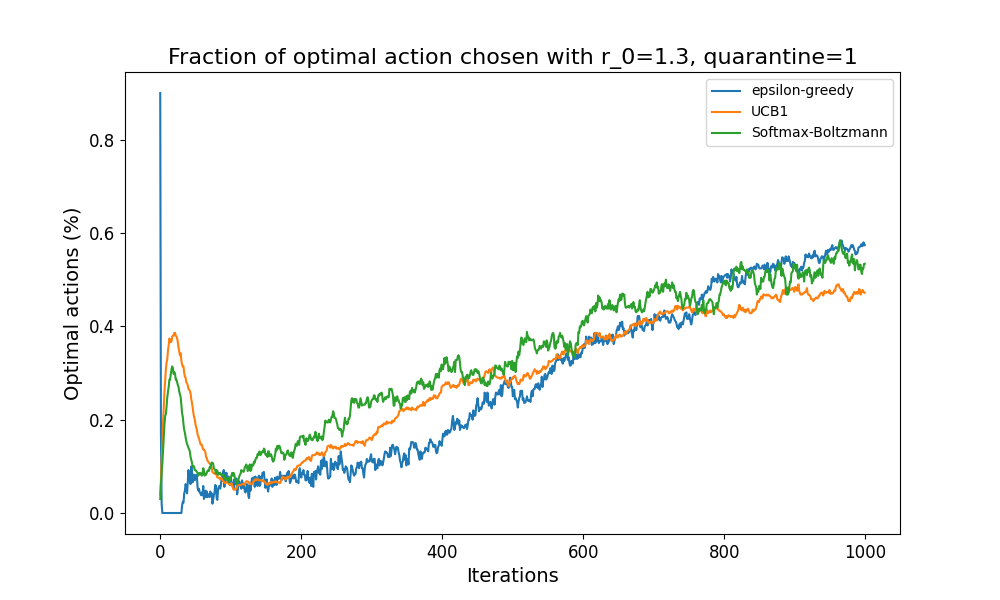 Fraction of optimal action chosen with r_0=1.3, quarantine=1
epsilon-greedy
UCB1
Softmax-Boltzmann
Optimal actions (%)
0.8
0.6
0.4
0.2
0.0
0 200 400 600 800 1000
Iterations